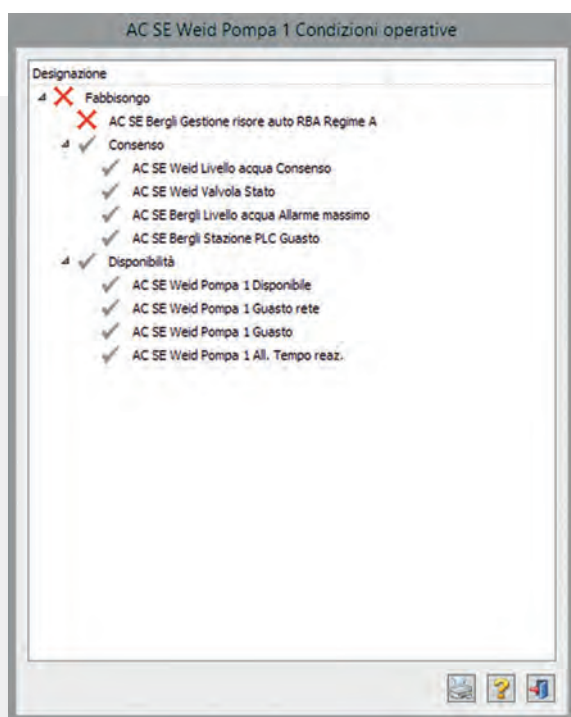 AC SE Weid Pompa 1 Condizioni operative
Designazione
Fabbisongo
AC SE Bergli Gestione risore auto RBA Regime A
Consenso
AC SE Weid Livello acqua Consenso
AC SE Weid Valvola Stato
AC SE Bergli Livello acqua Allarme massimo
AC SE Bergli Stazione PLC Guasto
Disponibilità
AC SE Weid Pompa 1 Disponibile
AC SE Weid Pompa 1 Guasto rete
AC SE Weid Pompa 1 Guasto
AC SE Weid Pompa 1 All. Tempo reaz.